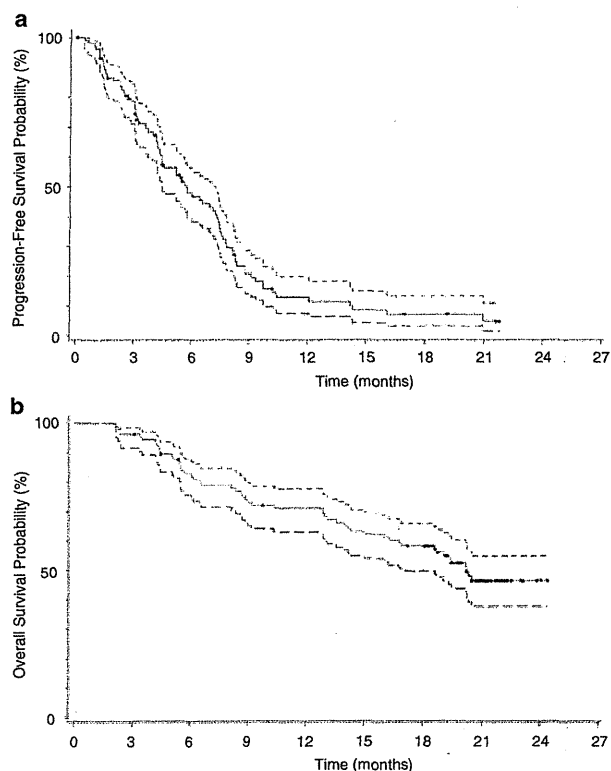 a
Progression-Free Survival Probability (%)
100
50
0
0 3 6 9 12 15 18 21 24 27
Time (months)
b
Overall Survival Probability (%)
100
50
0
0 3 6 9 12 15 18 21 24 27
Time (months)